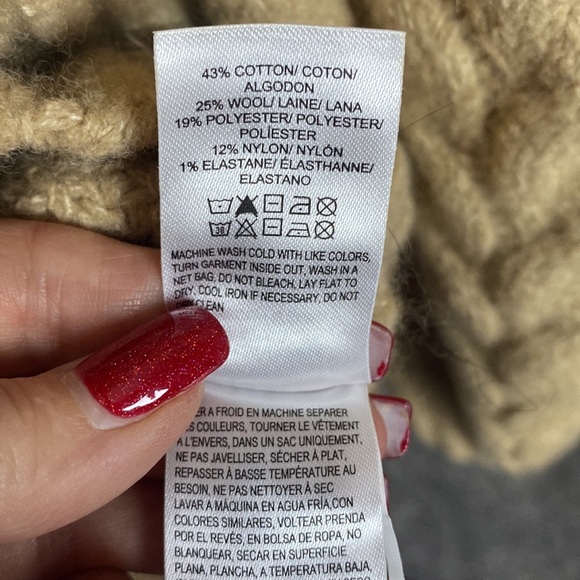 43% COTTON/ COTON/
ALGODON
25% WOOL/ LAINE/ LANA
19% POLYESTER/ POLYESTER/
POLÍESTER
12% NYLON/ NYLÓN
1% ELASTANE/ ÉLASTHANNE/
ELASTANO
30
MACHINE WASH COLD WITH LIKE COLORS,
TURN GARMENT INSIDE OUT, WASH IN A
NET BAG, DO NOT BLEACH, LAY FLAT TO
DRY, COOL IRON IF NECESSARY, DO NOT
CLEAN
A FROID EN MACHINE SEPARER
COULEURS, TOURNER LE VÊTEMENT
A L'ENVERS, DANS UN SAC UNIQUEMENT,
NE PAS JAVELLISER, SÉCHER À PLAT,
REPASSER À BASSE TEMPÉRATURE AU
BESOIN, NE PAS NETTOYER À SEC
LAVAR A MÁQUINA EN AGUA FRÍA,CON
COLORES SIMILARES, VOLTEAR PRENDA
POR EL REVÉS, EN BOLSA DE ROPA, NO
BLANQUEAR, SECAR EN SUPERFICIE
PLANA, PLANCHA, A TEMPERATURA BAJA,